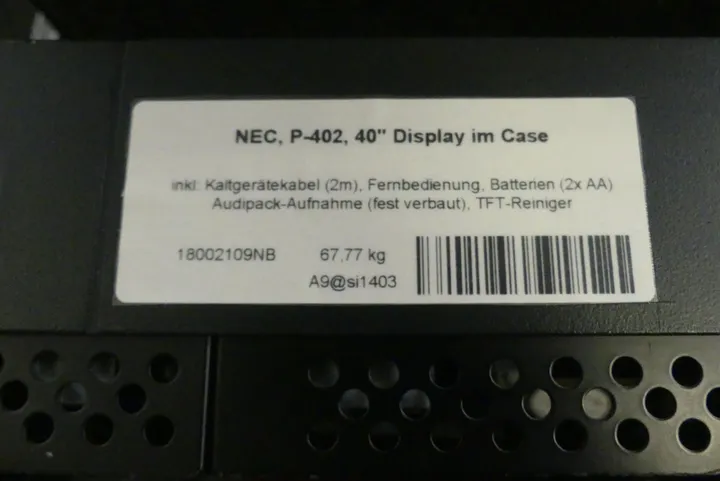 NEC, P-402, 40" Display im Case
inkl. Kaltgerätekabel (2m), Fernbedienung, Batterien (2x AA)
Audipack-Aufnahme (fest verbaut), TFT-Reiniger
18002109NB 67,77 kg
A9@si1403